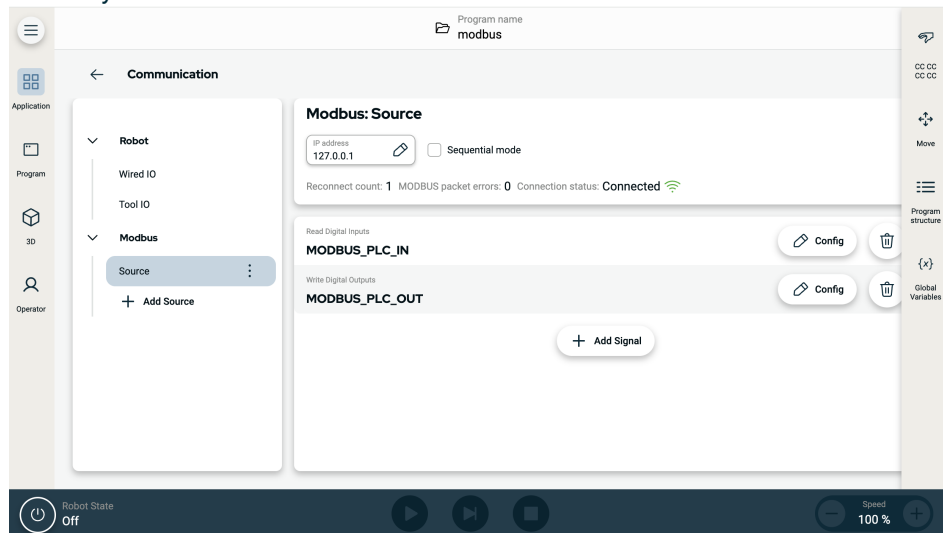 Program name
modbus
Communication
CC CC
CC CC
Application
Program
3D
Operator
Robot
Wired IO
Tool IO
Modbus
Source
Add Source
Modbus: Source
IP address
127.0.0.1
Sequential mode
Reconnect count: 1 MODBUS packet errors: 0 Connection status: Connected
Read Digital Inputs
MODBUS_PLC_IN
Config
Write Digital Outputs
MODBUS_PLC_OUT
Config
Add Signal
Move
Program
structure
{x}
Global
Variables
Robot State
Off
Speed
100 %